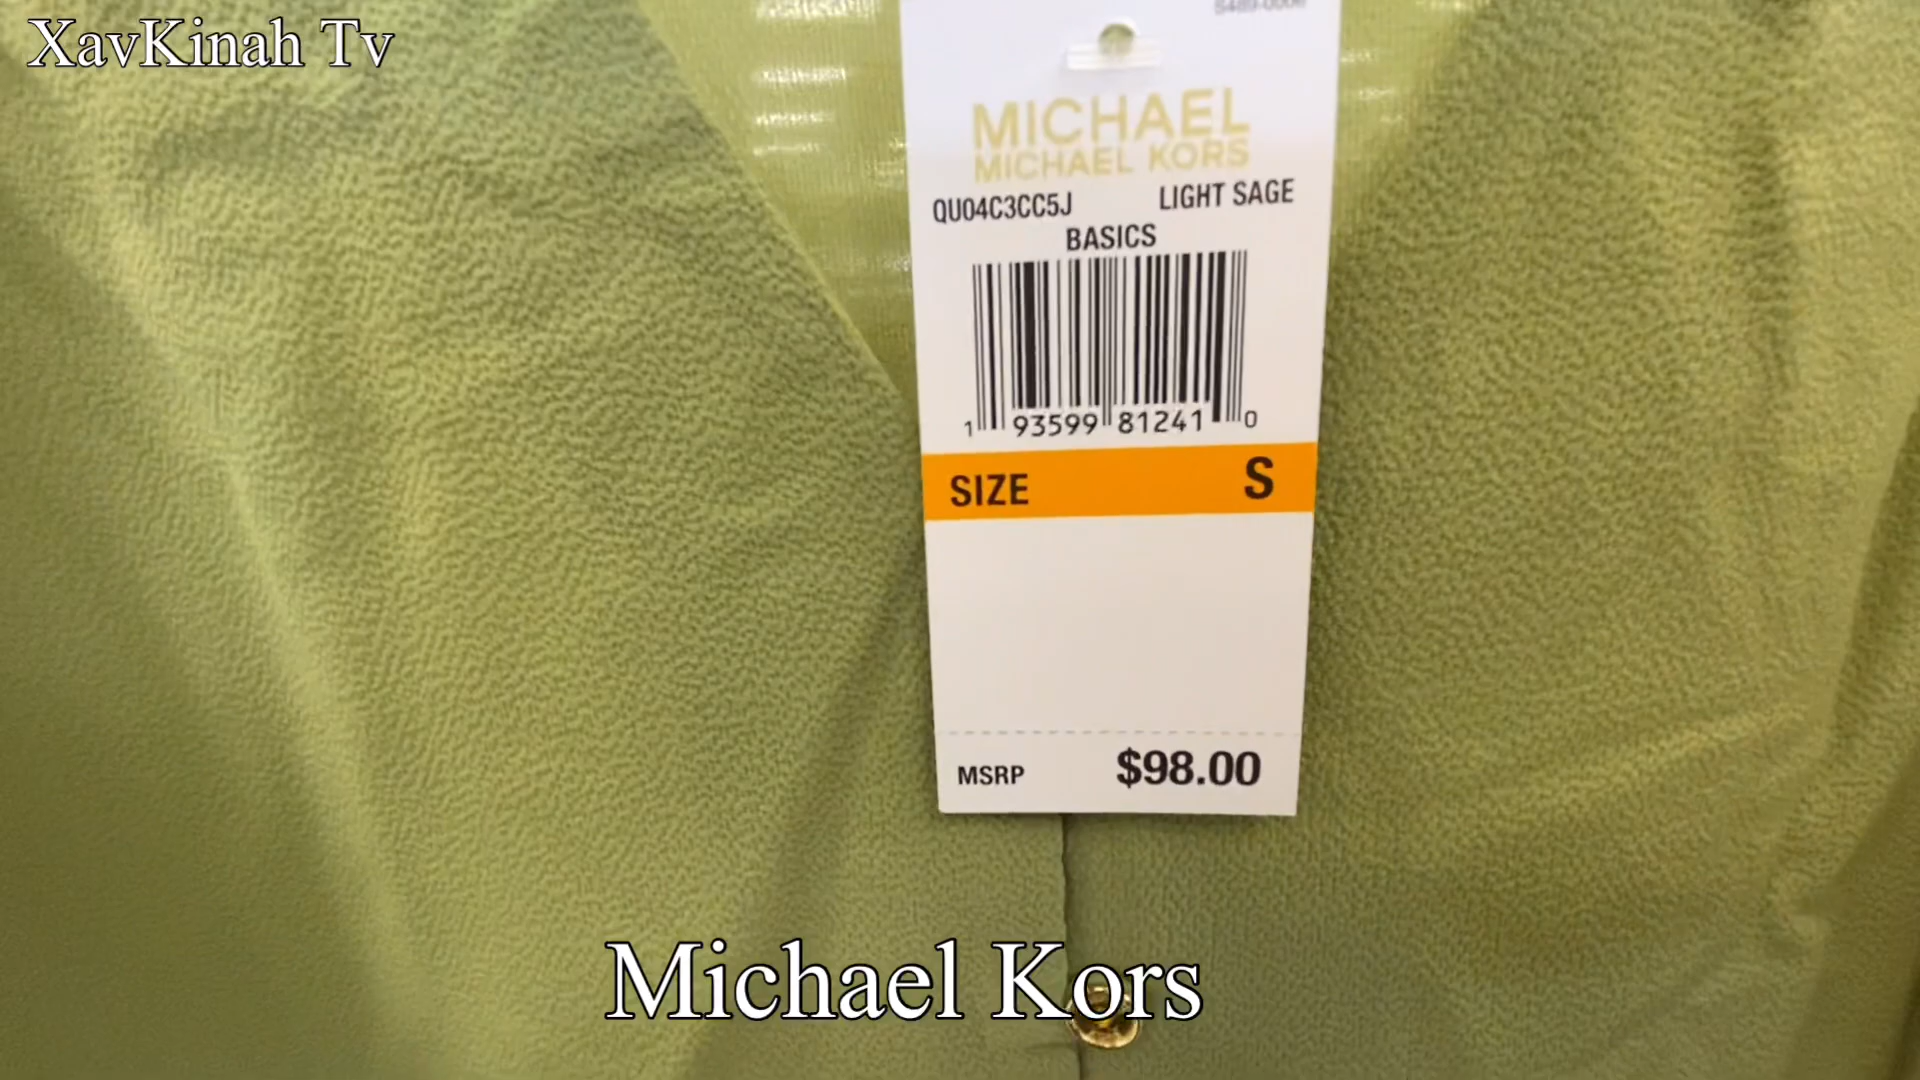 XavKinah Tv
MICHAEL
MICHAEL KORS
QU04C3CC5J LIGHT SAGE
BASICS
1 93599 81241 0
SIZE S
MSRP $98.00
Michael Kors